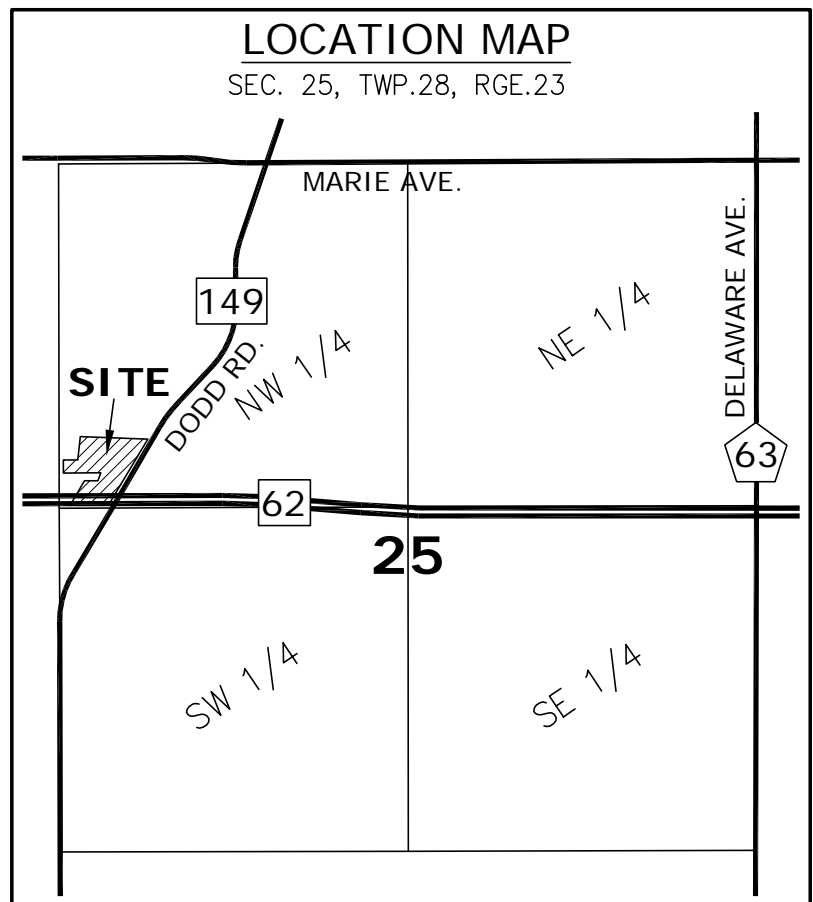 LOCATION MAP
SEC. 25, TWP.28, RGE.23
MARIE AVE.
DELAWARE AVE.
149
NE 1/4
NW 1/4
DODD RD.
SITE
63
62
25
SW 1/4
SE 1/4